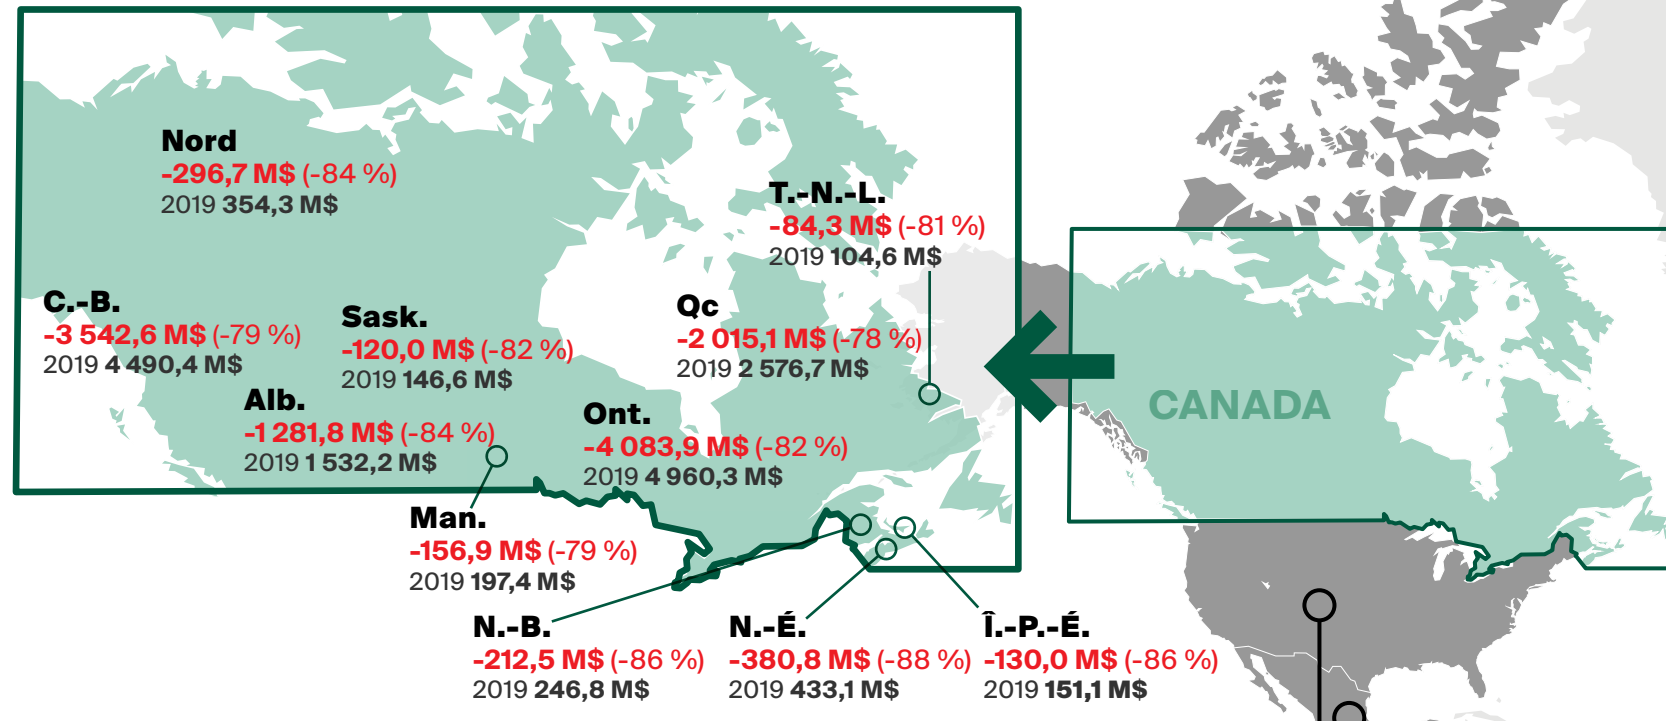 Nord
-296,7 M$ (-84 %)
2019 354,3 M$
T.-N.-L.
-84,3 M$ (-81 %)
2019 104,6 M$
C.-B.
-3 542,6 M$ (-79 %)
2019 4 490,4 M$
Sask.
-120,0 M$ (-82 %)
2019 146,6 M$
Qc
-2 015,1 M$ (-78 %)
2019 2 576,7 M$
Alb.
-1 281,8 M$ (-84 %)
2019 1 532,2 M$
Ont.
-4 083,9 M$ (-82 %)
2019 4 960,3 M$
CANADA
Man.
-156,9 M$ (-79 %)
2019 197,4 M$
N.-B.
-212,5 M$ (-86 %)
2019 246,8 M$
N.-É.
-380,8 M$ (-88 %)
2019 433,1 M$
Î.-P.-É.
-130,0 M$ (-86 %)
2019 151,1 M$